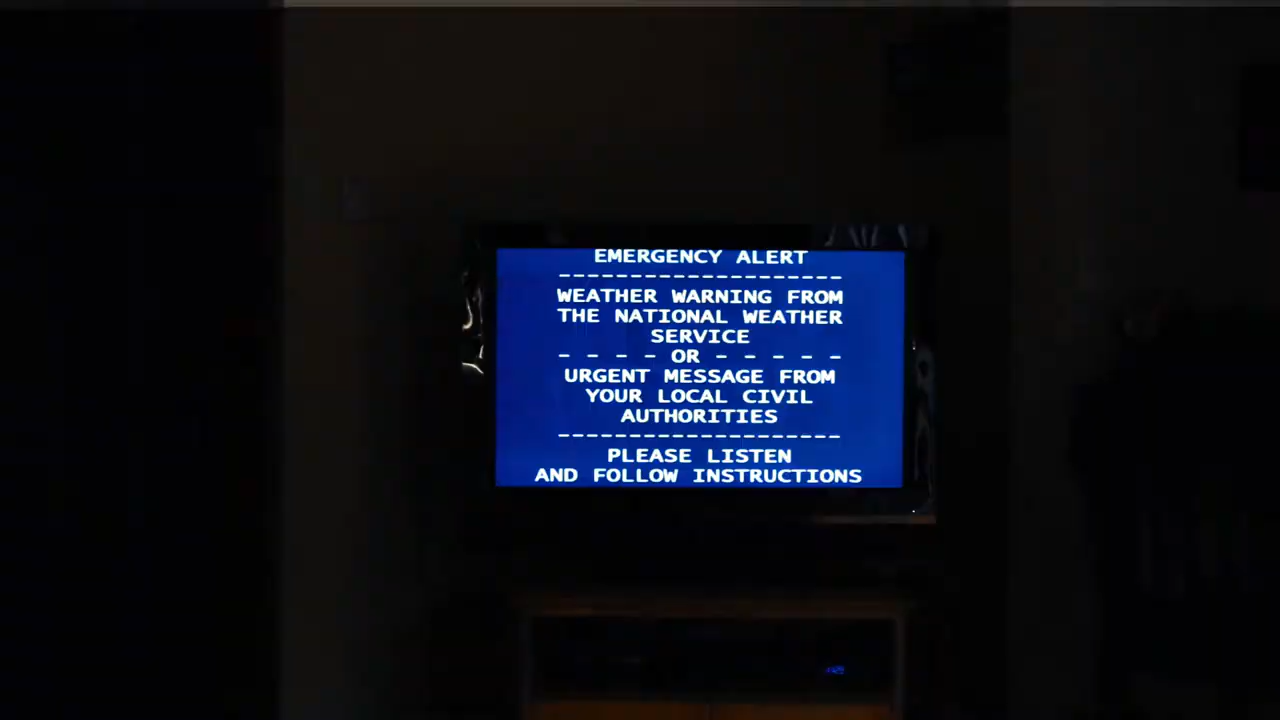 EMERGENCY ALERT
--------------------
WEATHER WARNING FROM
THE NATIONAL WEATHER
SERVICE
- - - - OR - - - - -
URGENT MESSAGE FROM
YOUR LOCAL CIVIL
AUTHORITIES
--------------------
PLEASE LISTEN
AND FOLLOW INSTRUCTIONS